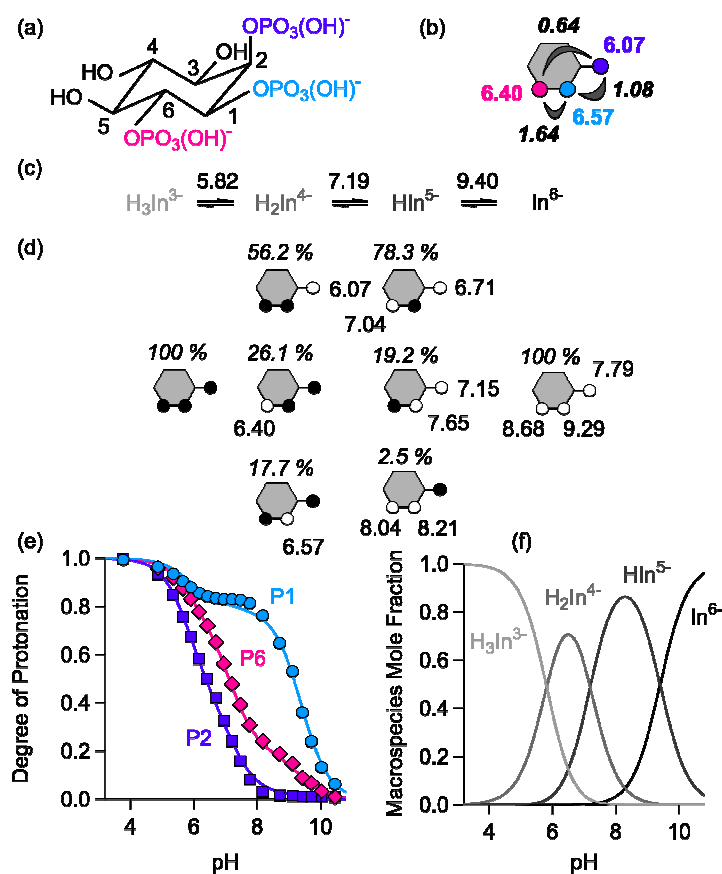 (a)
OPO3(OH)-
4
OH
2
HO
3
HO
6
OPO3(OH)-
5
1
OPO3(OH)-
(b)
0.64
6.07
6.40
1.08
6.57
1.64
(c)
5.82 7.19 9.40
H3In3- H2In4- HIn5- In6-
(d)
56.2 % 78.3 %
6.07 6.71
7.04
100 % 26.1 % 19.2 % 100 %
7.79
7.15
6.40 7.65 8.68 9.29
17.7 % 2.5 %
8.04 8.21
6.57
(e)
1.0
0.8
0.6
0.4
0.2
0.0
Degree of Protonation
P1
P6
P2
4 6 8 10
pH
(f)
1.0
0.8
0.6
0.4
0.2
0.0
Macrospecies Mole Fraction
H3In3-
H2In4-
HIn5-
In6-
4 6 8 10
pH